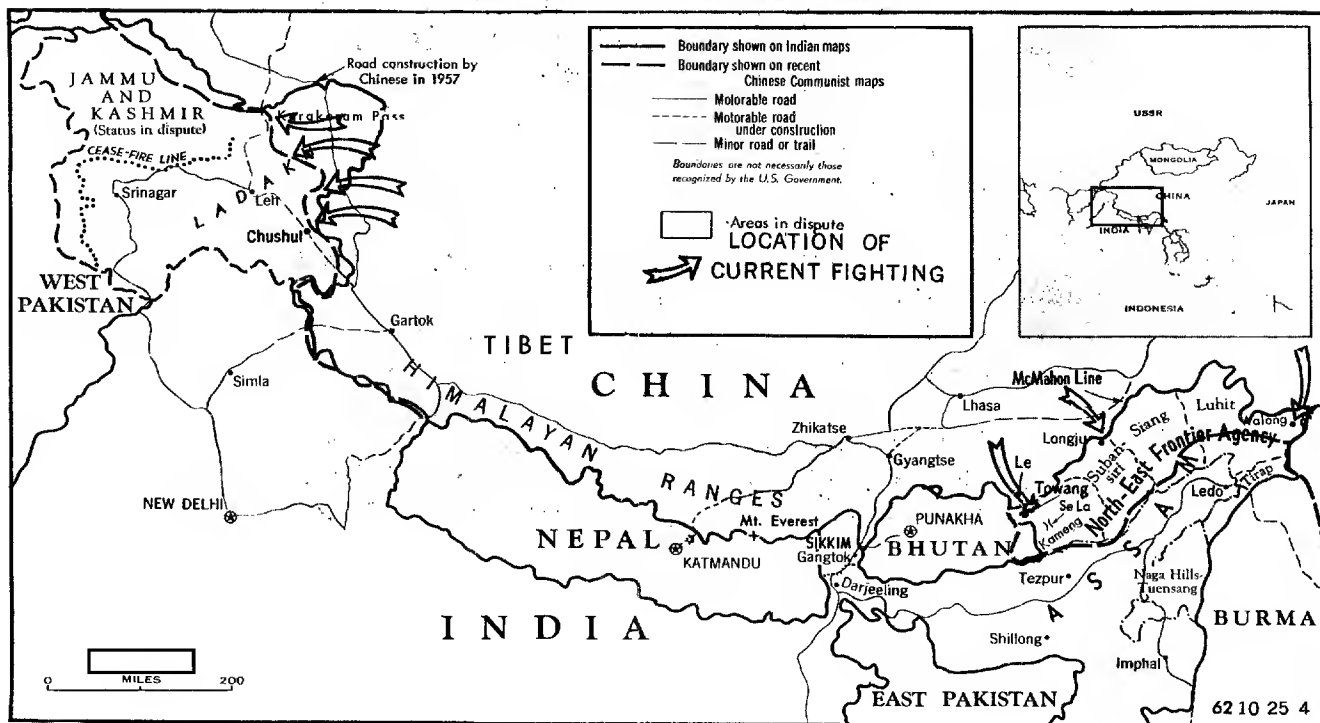 Road construction by
Chinese in 1957
JAMMU
AND
KASHMIR
(Status in dispute)
Karakoram Pass
CEASE-FIRE LINE
Srinagar
LADAK
Leh
Chushul
WEST
PAKISTAN
Gartok
Simla
NEW DELHI
Boundary shown on Indian maps
Boundary shown on recent
Chinese Communist maps
Motorable road
Motorable road
under construction
Minor road or trail
Boundaries are not necessarily those
recognized by the U.S. Government.
Areas in dispute
LOCATION OF
CURRENT FIGHTING
USSR
MONGOLIA
CHINA
JAPAN
INDIA
INDONESIA
TIBET
CHINA
HIMALAYAN RANGES
McMahon Line
Lhasa
Zhikatse
Gyangtse
Longju
Le
Towang
Se La
Kameng
Suban-
siri
Siang
Luhit
Walong
North-East Frontier Agency
Tirap
Ledo
NEPAL
Mt. Everest
KATMANDU
SIKKIM
Gangtok
PUNAKHA
BHUTAN
Darjeeling
Tezpur
ASSAM
Naga Hills-
Tuensang
Shillong
Imphal
BURMA
INDIA
EAST PAKISTAN
0 MILES 200
62 10 25 4